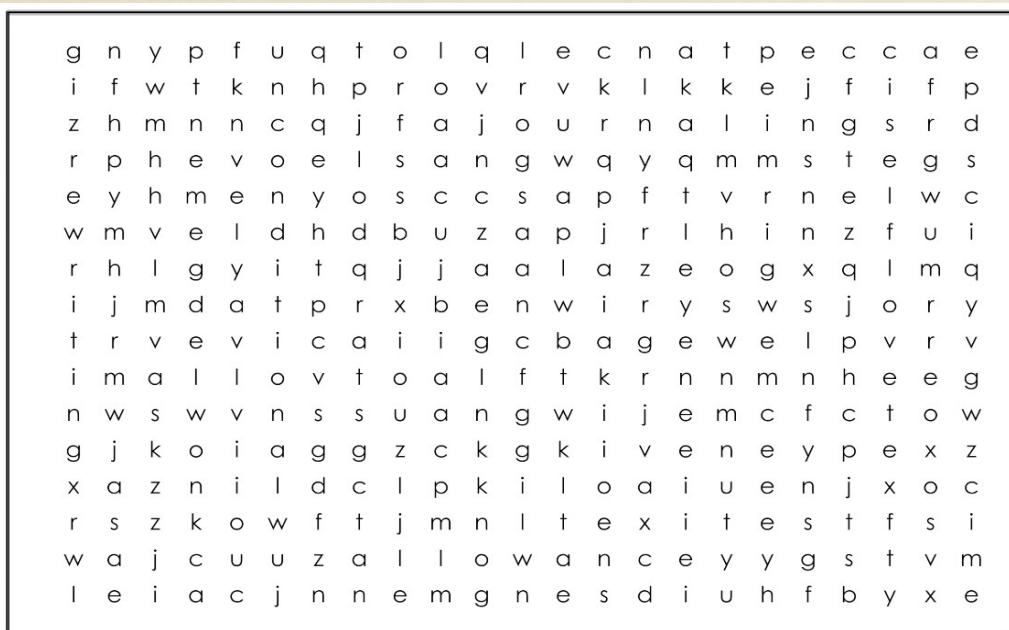 g n y p f u q t o l q l e c n a t p e c c a e
i f w t k n h p r o v r v k l k k e j f i f p
z h m n n c q j f a j o u r n a l i n g s r d
r p h e v o e l s a n g w q y q m m s t e g s
e y h m e n y o s c c s a p f t v r n e l w c
w m v e l d h d b u z a p j r l h i n z f u i
r h l g y i t q j j a a l a z e o g x q l m q
i j m d a t p r x b e n w i r y s w s j o r y
t r v e v i c a i i g c b a g e w e l p v r v
i m a l l o v t o a l f t k r n n m n h e e g
n w s w v n s s u a n g w i j e m c f c t o w
g j k o i a g g z c k g k i v e n e y p e x z
x a z n i l d c l p k i l o a i u e n j x o c
r s z k o w f t j m n l t e x i t e s t f s i
w a j c u u z a l l o w a n c e y y g s t v m
l e i a c j n n e m g n e s d i u h f b y x e